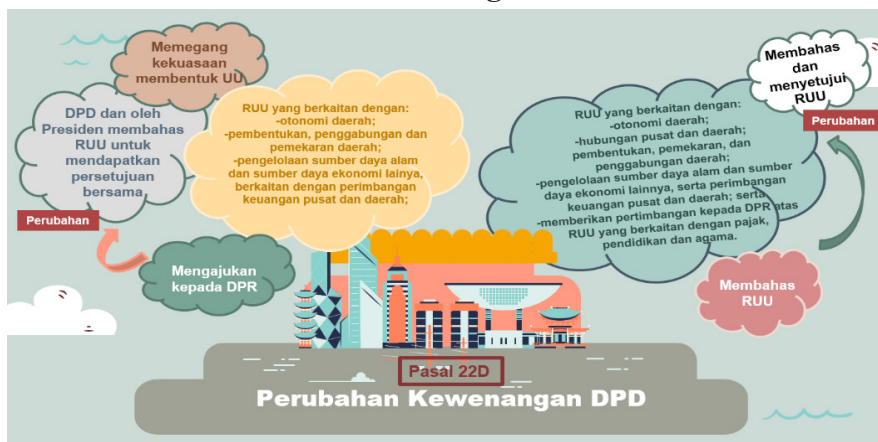 Memegang
kekuasaan
membentuk UU
DPD dan oleh
Presiden membahas
RUU untuk
mendapatkan
persetujuan
bersama
Perubahan
Mengajukan
kepada DPR
RUU yang berkaitan dengan:
-otonomi daerah;
-pembentukan, penggabungan dan
pemekaran daerah;
-pengelolaan sumber daya alam
dan sumber daya ekonomi lainya,
berkaitan dengan perimbangan
keuangan pusat dan daerah;
RUU yang berkaitan dengan:
-otonomi daerah;
-hubungan pusat dan daerah;
pembentukan, pemekaran, dan
penggabungan daerah;
-pengelolaan sumber daya alam dan sumber
daya ekonomi lainnya, serta perimbangan
keuangan pusat dan daerah; serta
-memberikan pertimbangan kepada DPR atas
RUU yang berkaitan dengan pajak,
pendidikan dan agama.
Membahas
dan
menyetujui
RUU
Perubahan
Membahas
RUU
Pasal 22D
Perubahan Kewenangan DPD